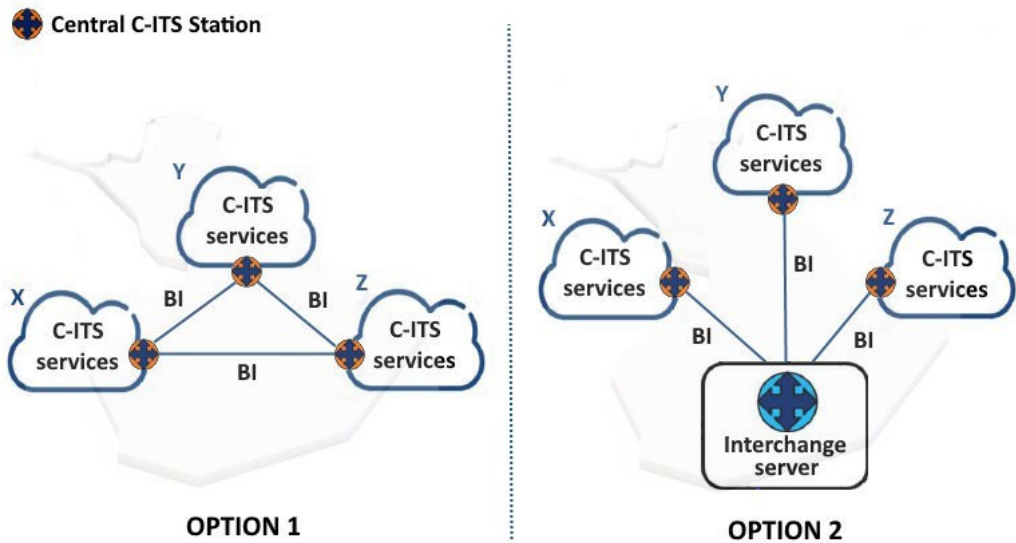 Central C-ITS Station
Y
C-ITS
services
X
C-ITS
services
Z
C-ITS
services
BI
BI
BI
OPTION 1
Y
C-ITS
services
X
C-ITS
services
Z
C-ITS
services
BI
BI
BI
Interchange
server
OPTION 2